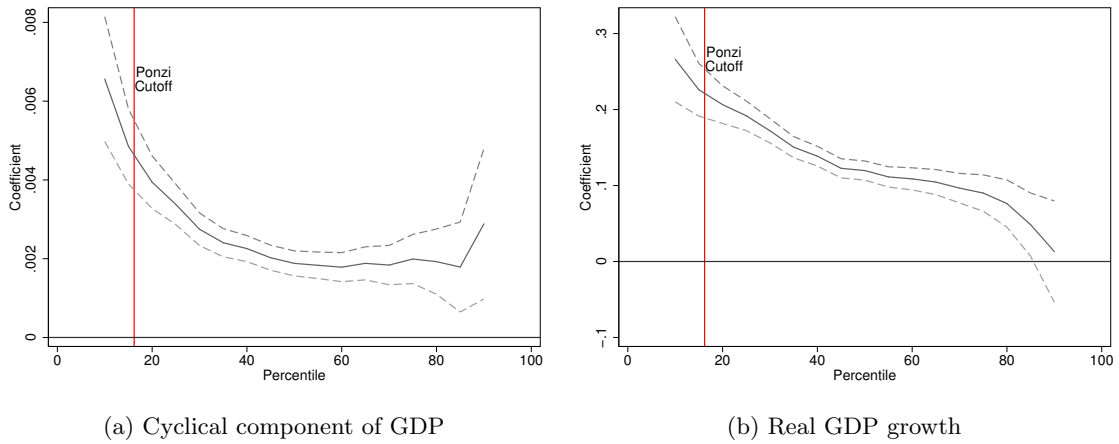 .008
.006
.004
.002
0
Coefficient
Ponzi
Cutoff
0 20 40 60 80 100
Percentile
(a) Cyclical component of GDP
.3
.2
.1
0
-.1
Coefficient
Ponzi
Cutoff
0 20 40 60 80 100
Percentile
(b) Real GDP growth